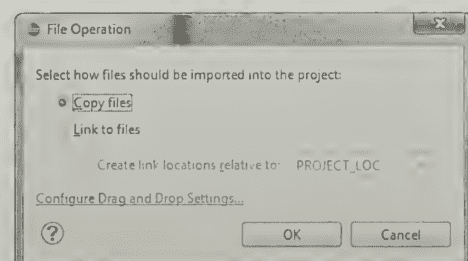 File Operation
Select how files should be imported into the project:
Copy files
Link to files
Create link locations relative to: PROJECT_LOC
Configure Drag and Drop Settings...
?
OK
Cancel